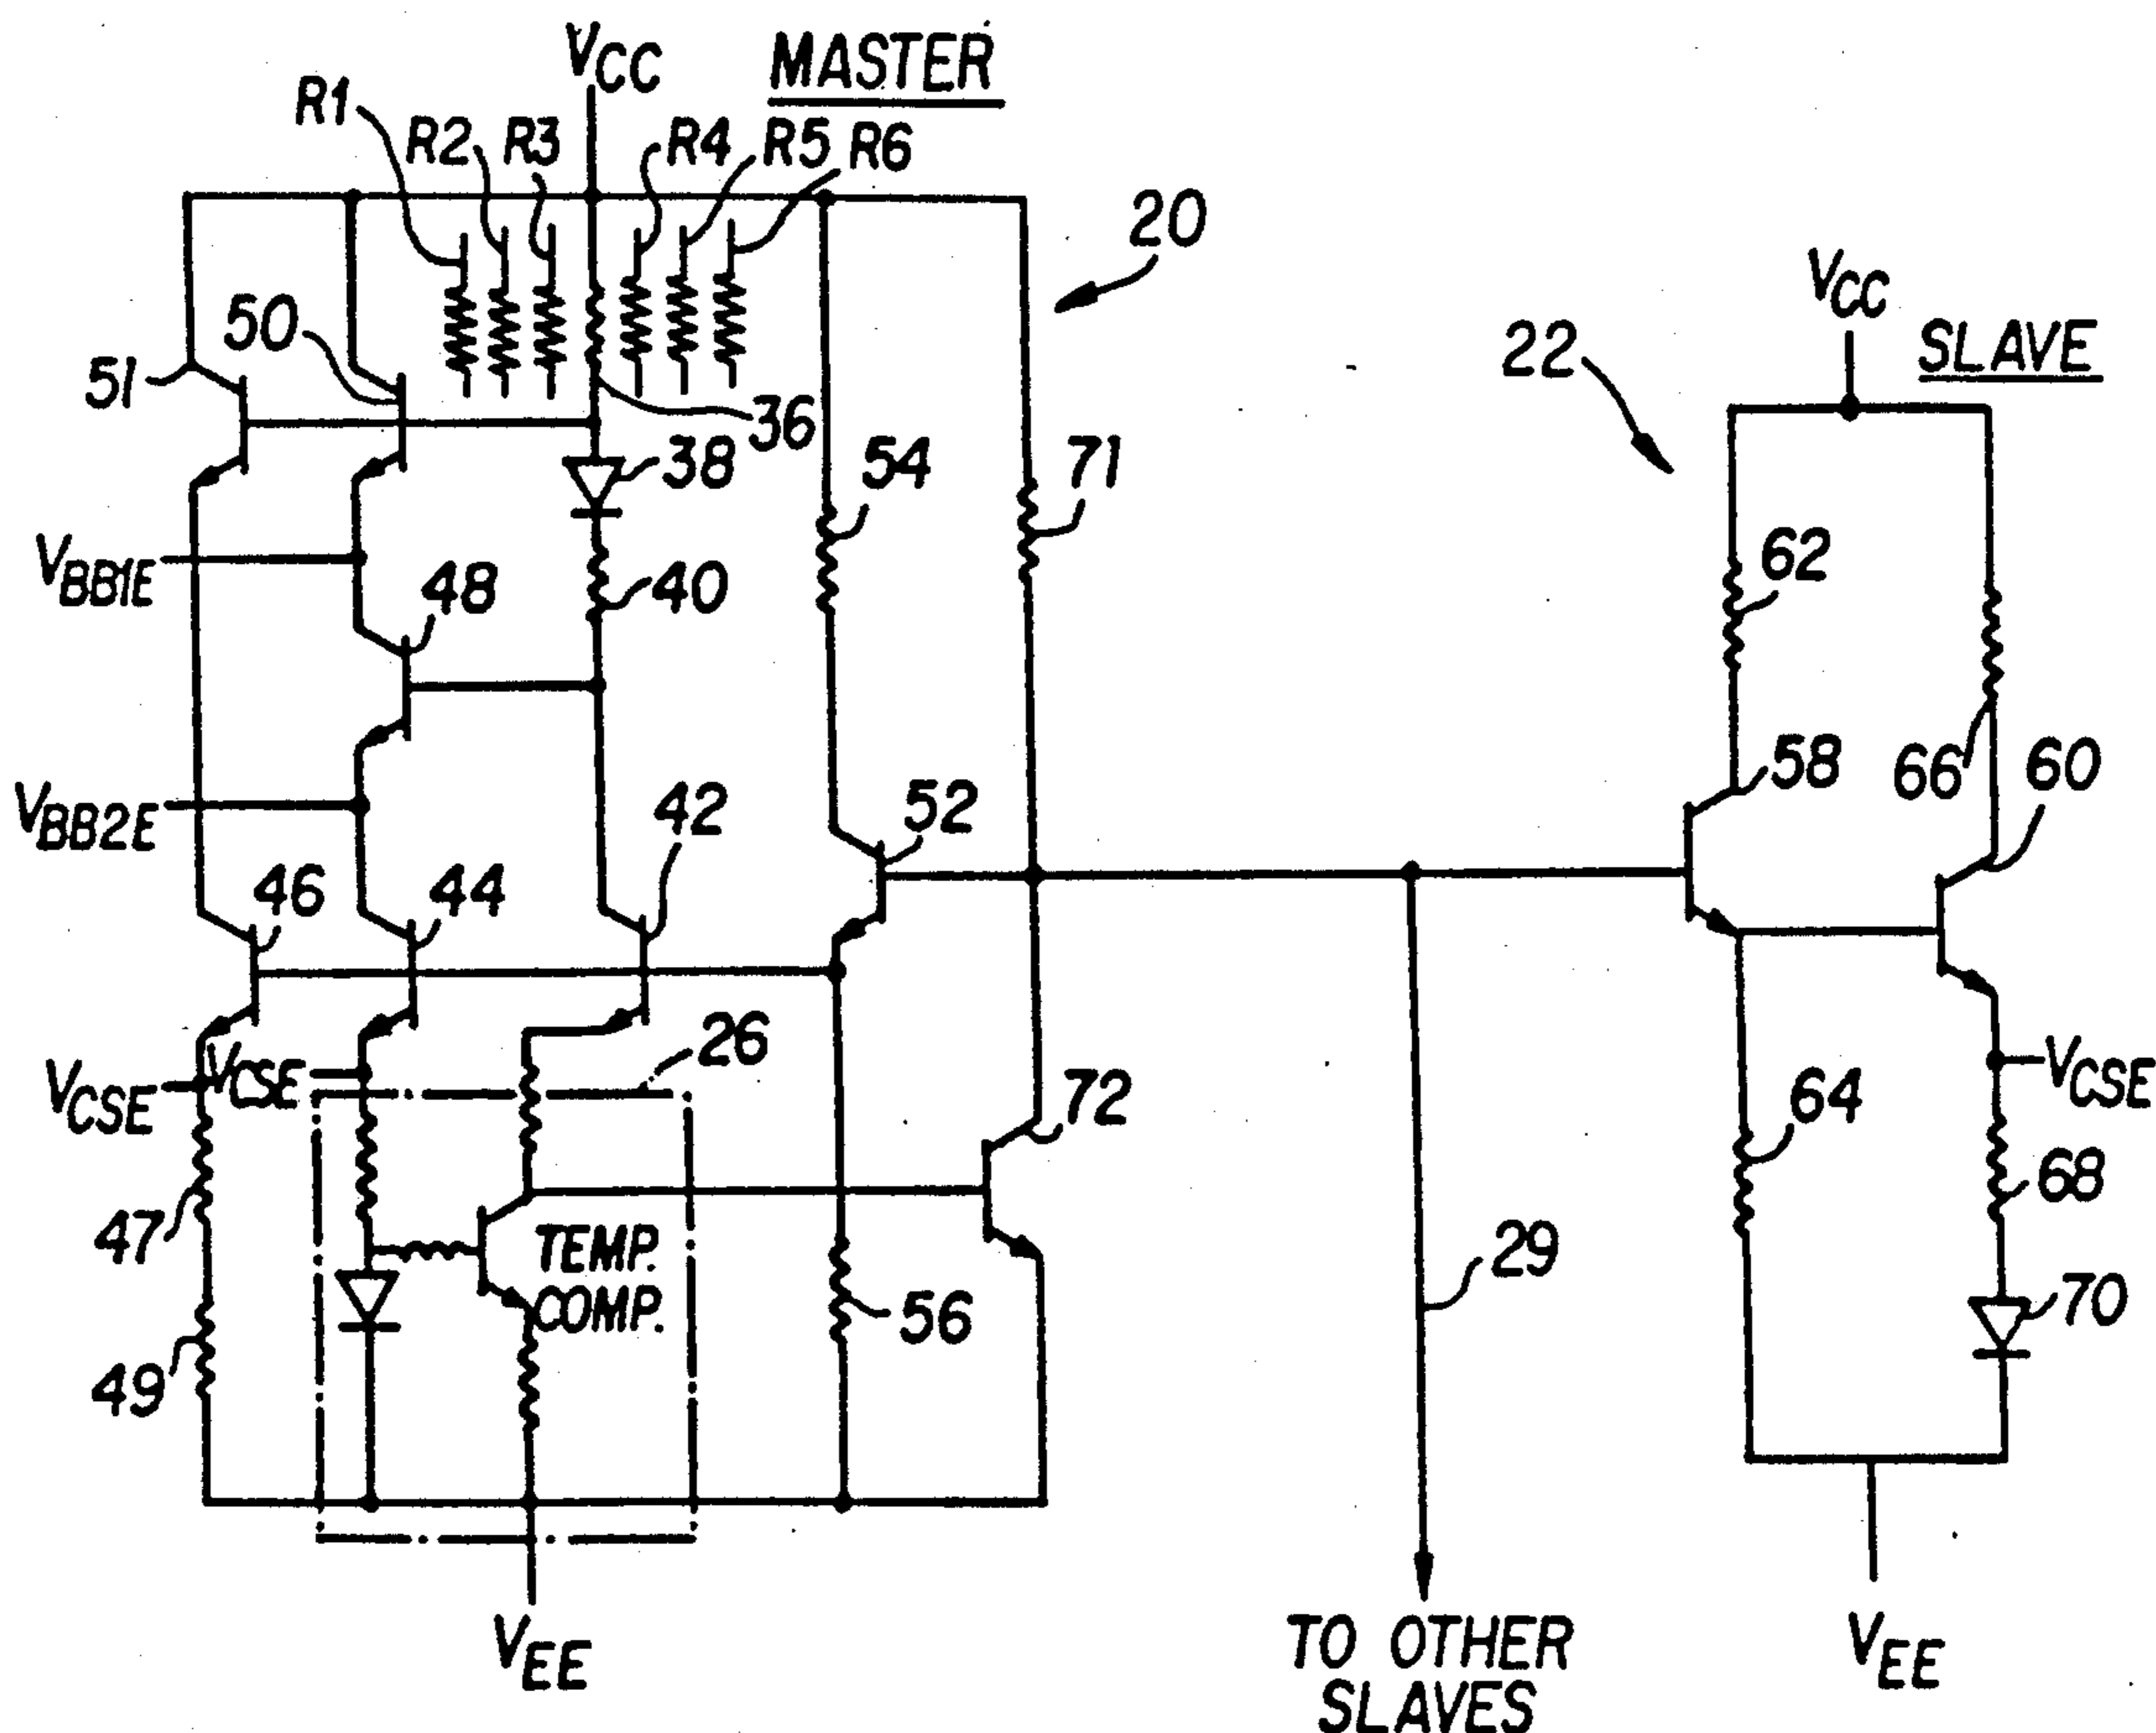 VCC
MASTER
R1
R2
R3
R4
R5
R6
20
50
51
36
38
54
71
VCC
22
SLAVE
VBB1E
48
40
62
58
66
60
VBB2E
52
42
46
44
26
VCSE
VCSE
72
64
VCSE
47
TEMP.
COMP.
68
29
49
56
70
VEE
TO OTHER
SLAVES
VEE